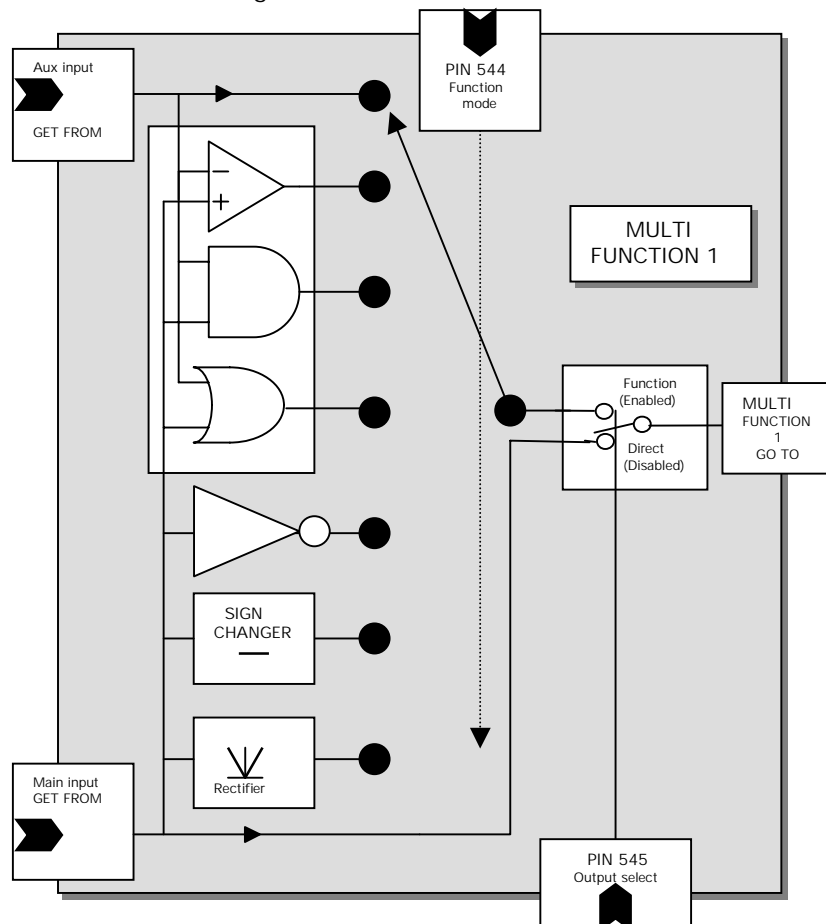 Aux input
GET FROM
PIN 544
Function
mode
MULTI
FUNCTION 1
Function
(Enabled)
Direct
(Disabled)
MULTI
FUNCTION
1
GO TO
SIGN
CHANGER
Rectifier
Main input
GET FROM
PIN 545
Output select